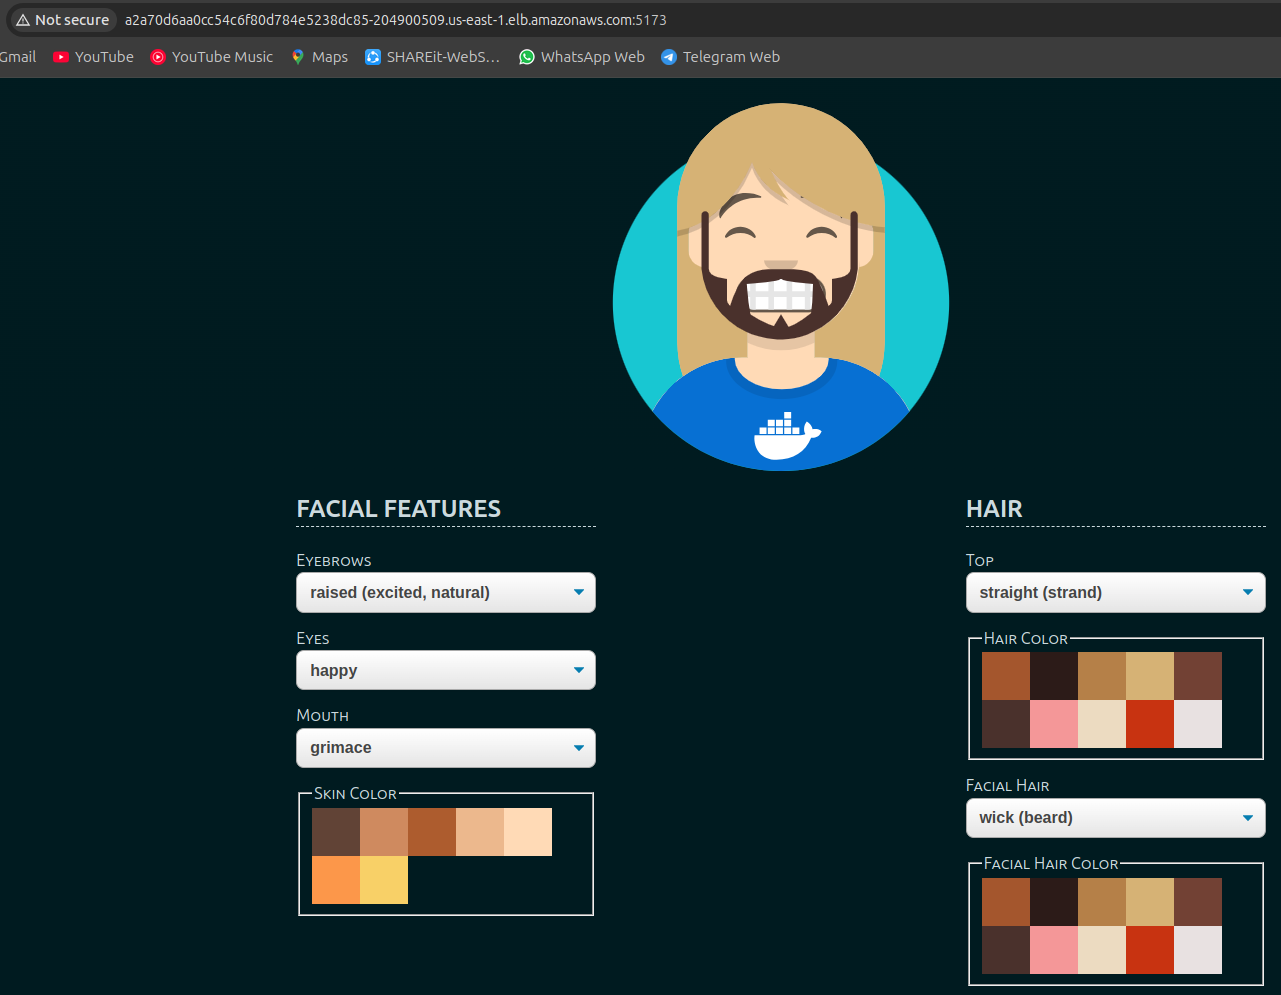 Not secure a2a70d6aa0cc54c6f80d784e5238dc85-204900509.us-east-1.elb.amazonaws.com:5173
Gmail YouTube YouTube Music Maps SHAREit-WebS... WhatsApp Web Telegram Web
FACIAL FEATURES
Eyebrows
raised (excited, natural)
Eyes
happy
Mouth
grimace
Skin Color
HAIR
Top
straight (strand)
Hair Color
Facial Hair
wick (beard)
Facial Hair Color